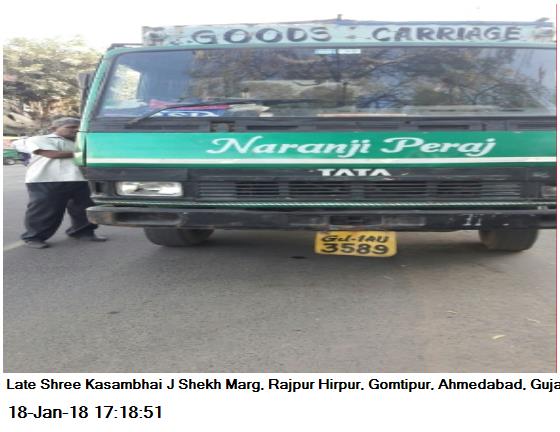 GOODS CARRIAGE
Naranji Peraj
TATA
GJ-1AU
3589
Late Shree Kasambhai J Shekh Marg, Rajpur Hirpur, Gomtipur, Ahmedabad, Guja
18-Jan-18 17:18:51